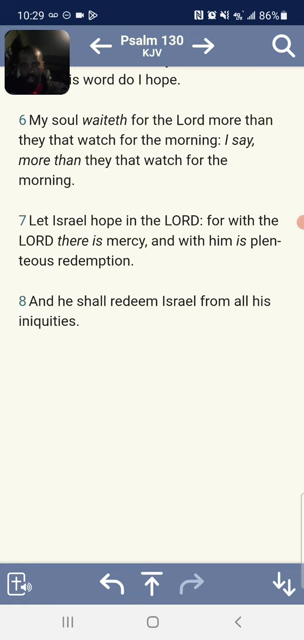 10:29
86%
Psalm 130
KJV
is word do I hope.
6 My soul waiteth for the Lord more than
they that watch for the morning: I say,
more than they that watch for the
morning.
7 Let Israel hope in the LORD: for with the
LORD there is mercy, and with him is plen-
teous redemption.
8 And he shall redeem Israel from all his
iniquities.